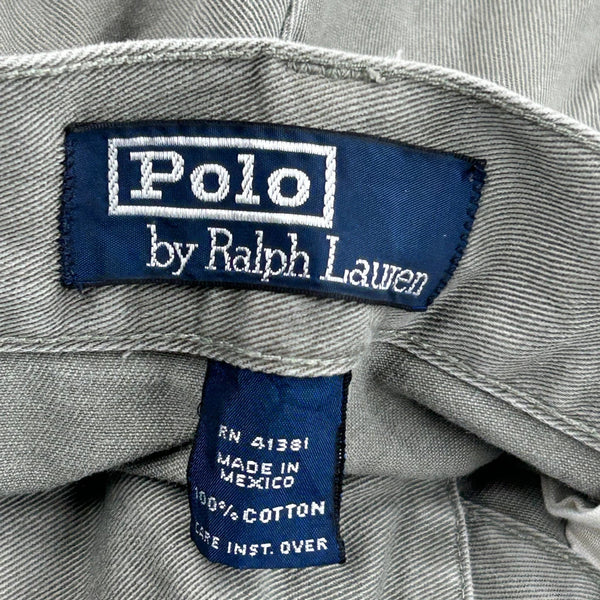 Polo
by Ralph Lauren
RN 41381
MADE IN
MEXICO
100% COTTON
CARE INST. OVER